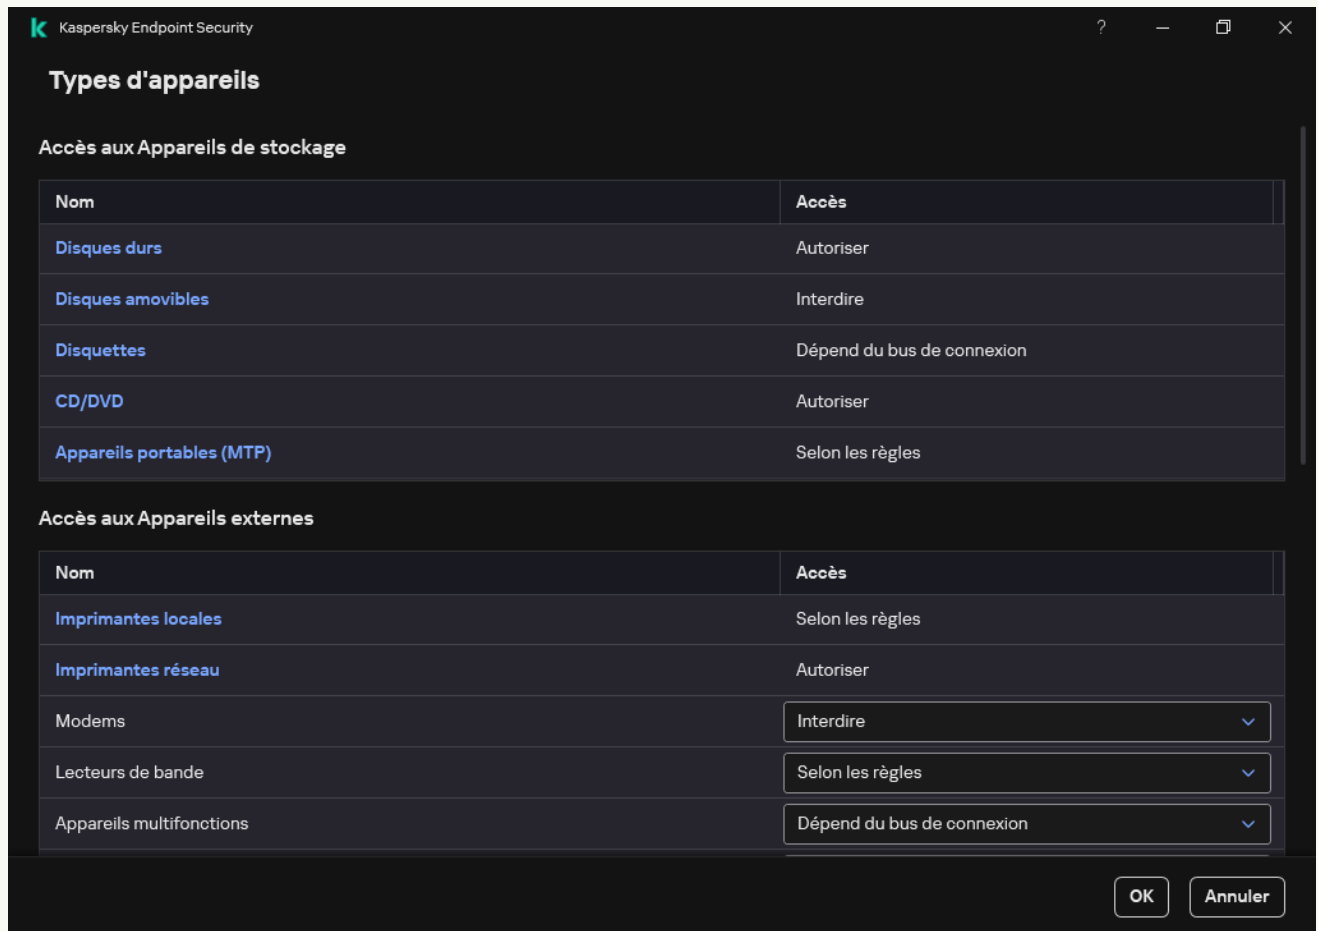 Kaspersky Endpoint Security
Types d'appareils
Accès aux Appareils de stockage
Nom Accès
Disques durs Autoriser
Disques amovibles Interdire
Disquettes Dépend du bus de connexion
CD/DVD Autoriser
Appareils portables (MTP) Selon les règles
Accès aux Appareils externes
Nom Accès
Imprimantes locales Selon les règles
Imprimantes réseau Autoriser
Modems Interdire
Lecteurs de bande Selon les règles
Appareils multifonctions Dépend du bus de connexion
OK Annuler